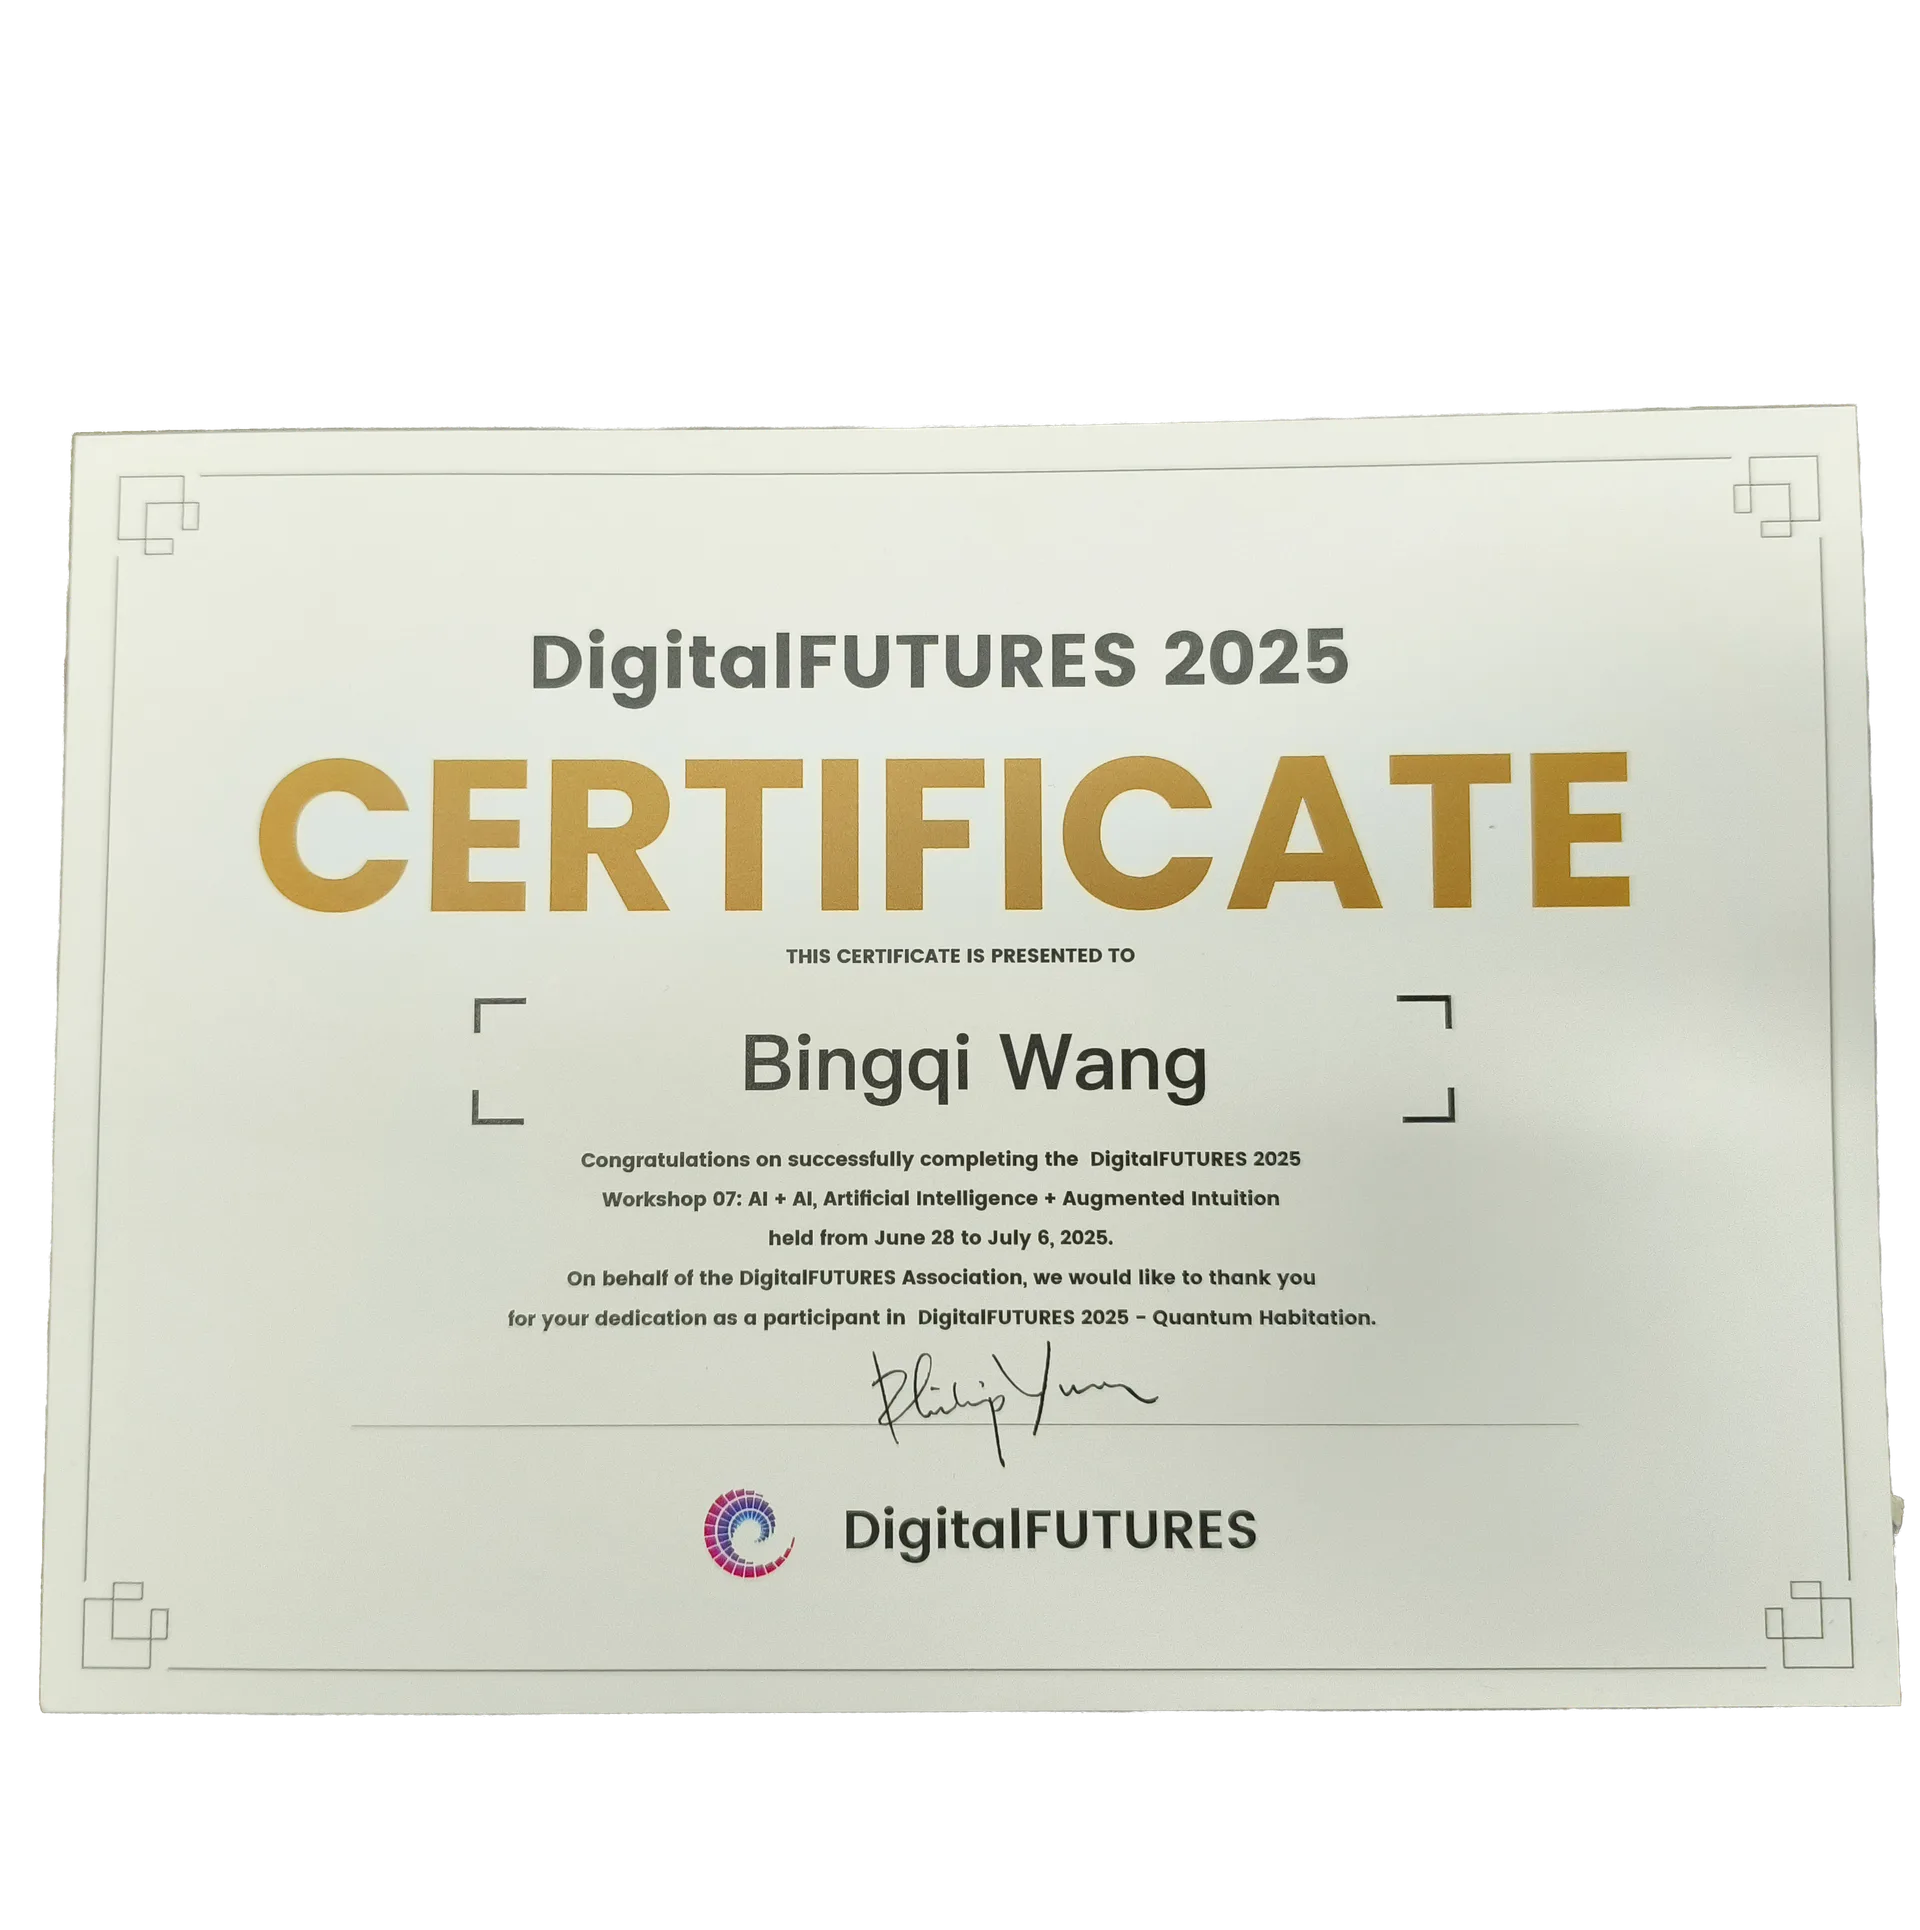 DigitalFUTURES 2025
CERTIFICATE
THIS CERTIFICATE IS PRESENTED TO
Bingqi Wang
Congratulations on successfully completing the DigitalFUTURES 2025
Workshop 07: AI + AI, Artificial Intelligence + Augmented Intuition
held from June 28 to July 6, 2025.
On behalf of the DigitalFUTURES Association, we would like to thank you
for your dedication as a participant in DigitalFUTURES 2025 - Quantum Habitation.
Philip Yuan
DigitalFUTURES